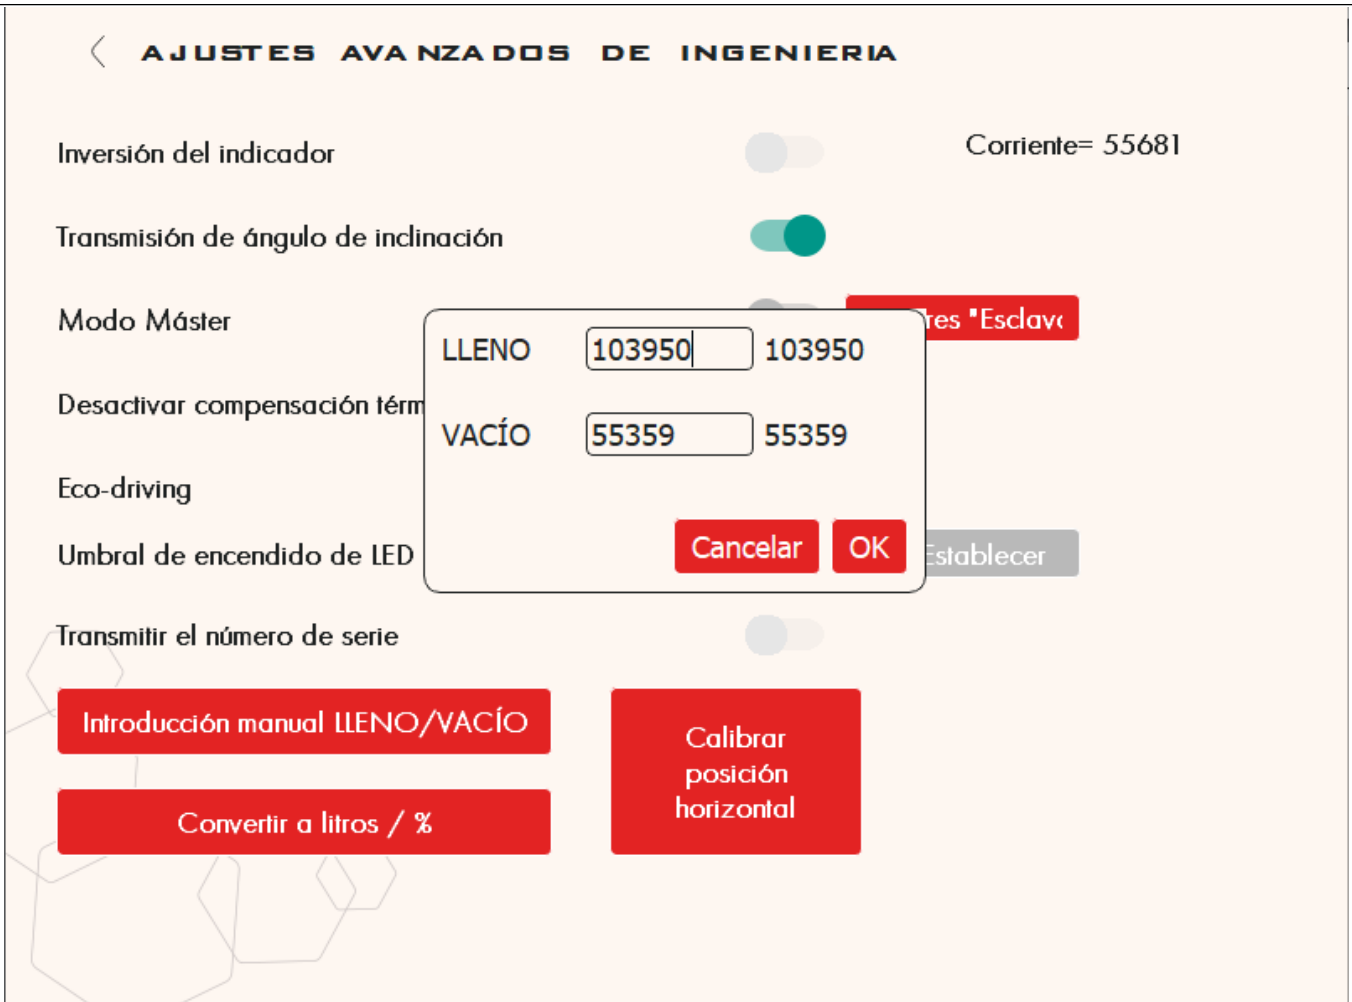 AJUSTES AVANZADOS DE INGENIERIA
Inversión del indicador
Corriente= 55681
Transmisión de ángulo de inclinación
Modo Máster
"Esclavo
LLENO 103950 103950
Desactivar compensación
VACÍO 55359 55359
Eco-driving
Cancelar OK
Umbral de encendido de LED
Establecer
Transmitir el número de serie
Introducción manual LLENO/VACÍO
Calibrar
posición
horizontal
Convertir a litros / %